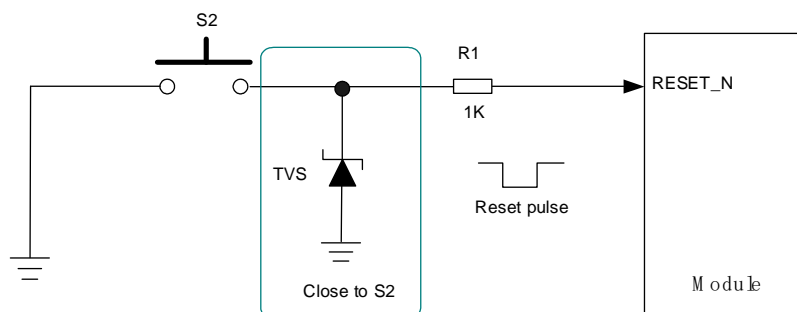 S2
R1
RESET_N
1K
TVS
Reset pulse
Close to S2
Module